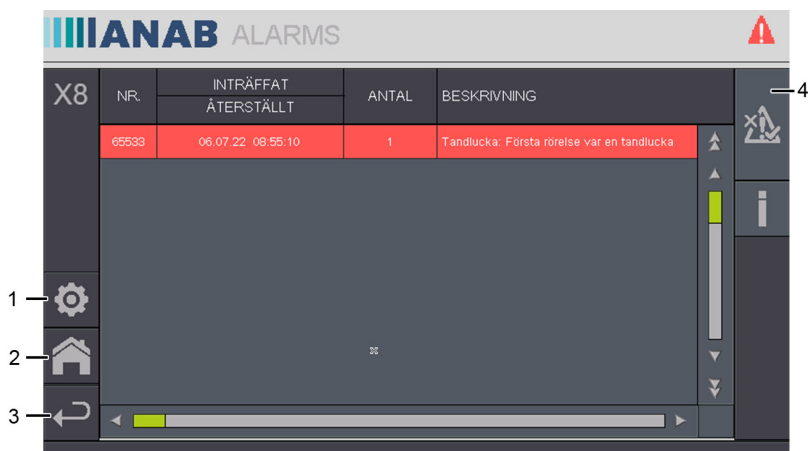 ANAB ALARMS
X8
NR.
INTRÄFFAT
ÅTERSTÄLLT
ANTAL
BESKRIVNING
4
65533
06.07.22 08:55:10
1
Tandlucka: Första rörelse var en tandlucka
1
2
3